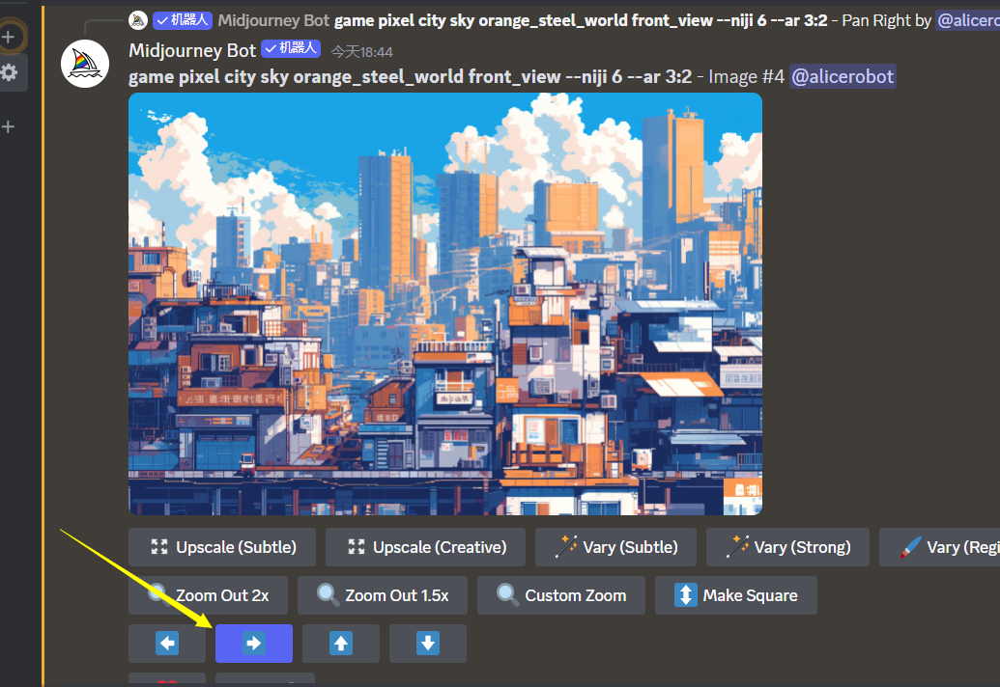 ✓机器人 Midjourney Bot game pixel city sky orange_steel_world front_view --niji 6 --ar 3:2 - Pan Right by
Midjourney Bot ✓机器人 今天18:44
game pixel city sky orange_steel_world front_view --niji 6 --ar 3:2 - Image #4 @alicerobot
Upscale (Subtle) Upscale (Creative) Vary (Subtle) Vary (Strong) Vary
Zoom Out 2x Zoom Out 1.5x Custom Zoom Make Square